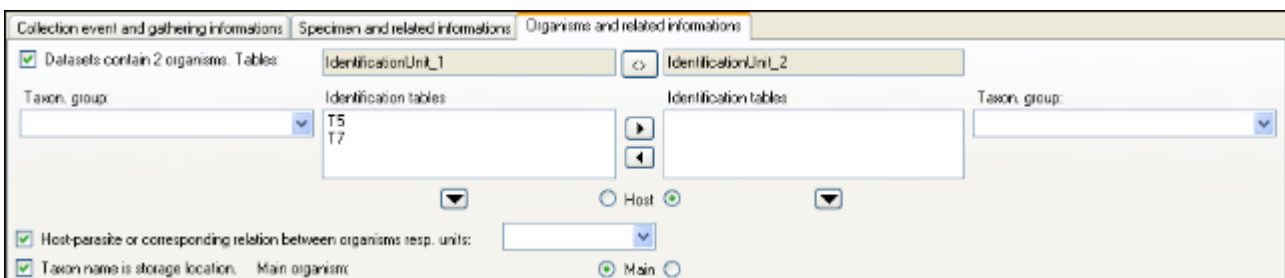 Collection event and gathering informations Specimen and related informations Organisms and related informations
Datasets contain 2 organisms. Tables: IdentificationUnit_1 <> IdentificationUnit_2
Taxon. group: Identification tables Identification tables Taxon. group:
T5
T7
Host
Host-parasite or corresponding relation between organisms resp. units:
Taxon name is storage location. Main organism: Main